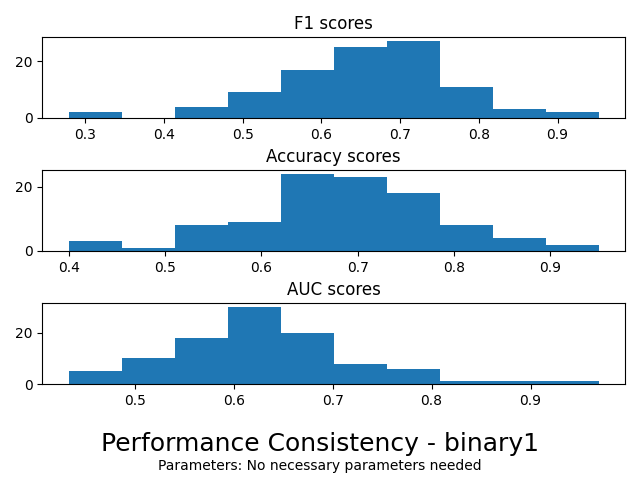 F1 scores
20
0
0.3 0.4 0.5 0.6 0.7 0.8 0.9
Accuracy scores
20
0
0.4 0.5 0.6 0.7 0.8 0.9
AUC scores
20
0
0.5 0.6 0.7 0.8 0.9
Performance Consistency - binary1
Parameters: No necessary parameters needed